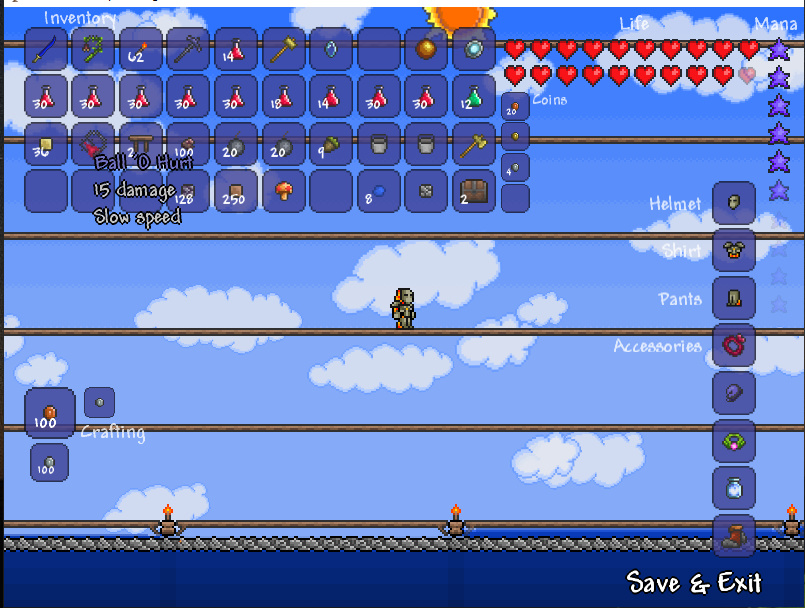 Inventory
Life
Mana
62
14
30
30
30
30
30
18
14
30
30
12
20
Coins
36
2
100
20
20
9
4
Ball 'O Hurt
15 damage
Slow speed
128
250
8
2
Helmet
Shirt
Pants
Accessories
100
Crafting
100
Save & Exit